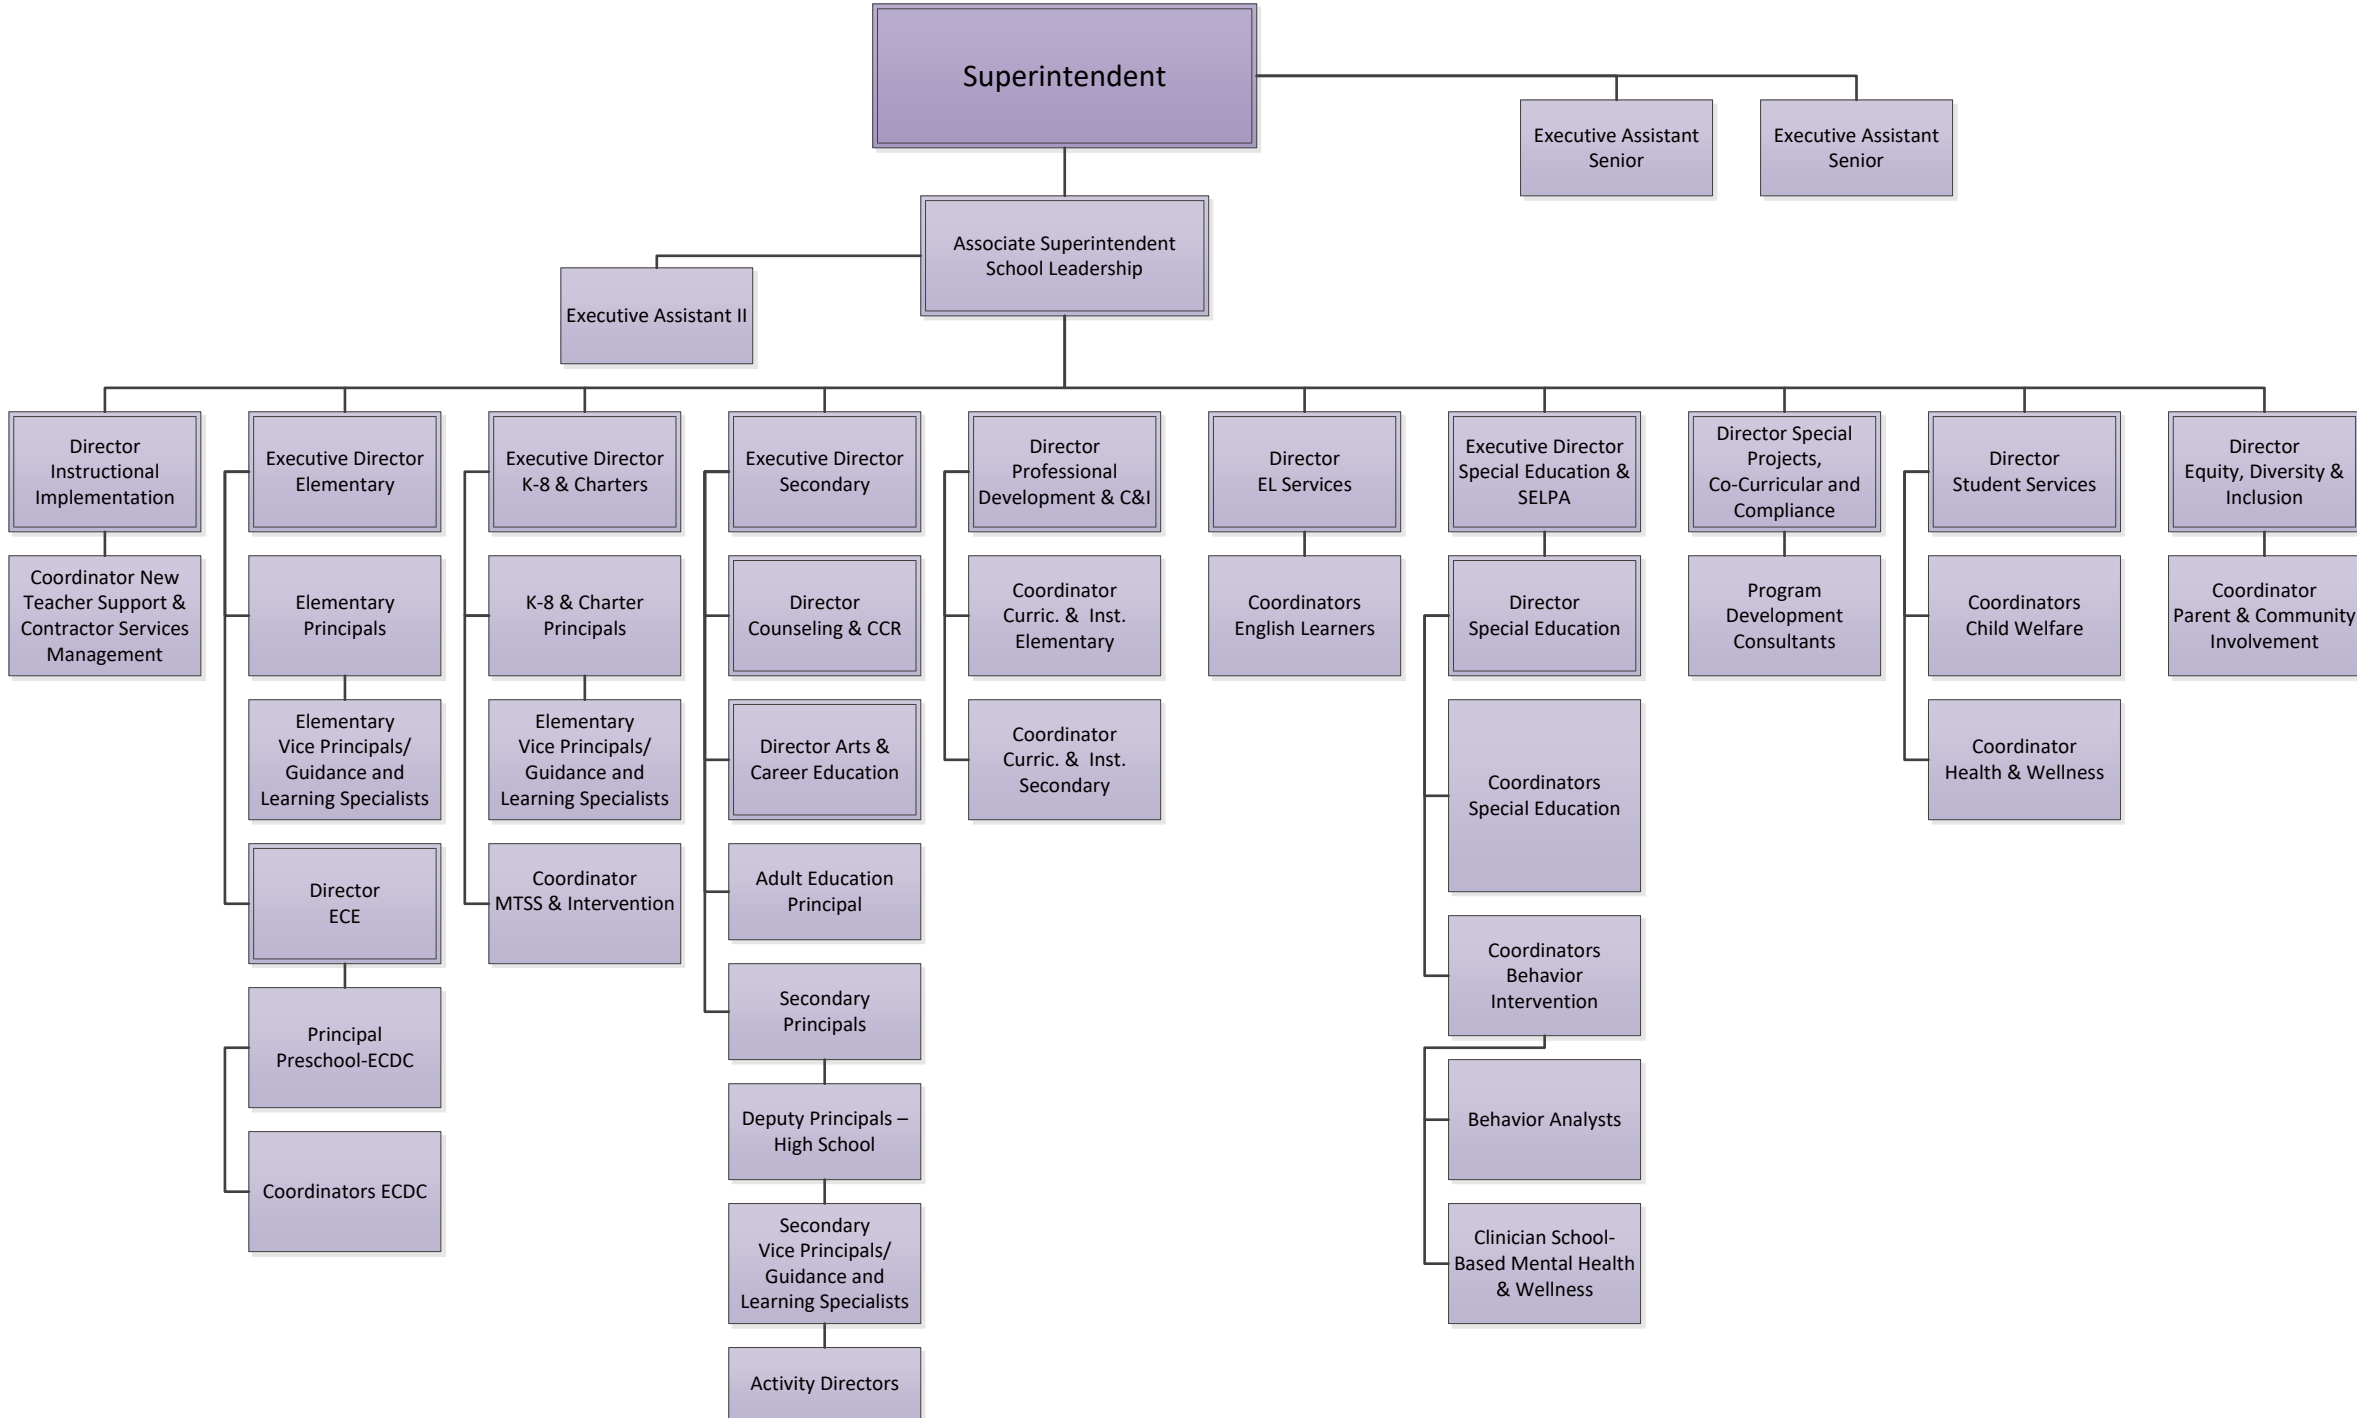 Superintendent
Executive Assistant
Senior
Executive Assistant
Senior
Associate Superintendent
School Leadership
Executive Assistant II
Director
Instructional
Implementation
Coordinator New
Teacher Support &
Contractor Services
Management
Executive Director
Elementary
Elementary
Principals
Elementary
Vice Principals/
Guidance and
Learning Specialists
Director
ECE
Principal
Preschool-ECDC
Coordinators ECDC
Executive Director
K-8 & Charters
K-8 & Charter
Principals
Elementary
Vice Principals/
Guidance and
Learning Specialists
Coordinator
MTSS & Intervention
Executive Director
Secondary
Director
Counseling & CCR
Director Arts &
Career Education
Adult Education
Principal
Secondary
Principals
Deputy Principals –
High School
Secondary
Vice Principals/
Guidance and
Learning Specialists
Activity Directors
Director
Professional
Development & C&I
Coordinator
Curric. & Inst.
Elementary
Coordinator
Curric. & Inst.
Secondary
Director
EL Services
Coordinators
English Learners
Executive Director
Special Education &
SELPA
Director
Special Education
Coordinators
Special Education
Coordinators
Behavior
Intervention
Behavior Analysts
Clinician School-
Based Mental Health
& Wellness
Director Special
Projects,
Co-Curricular and
Compliance
Program
Development
Consultants
Director
Student Services
Coordinators
Child Welfare
Coordinator
Health & Wellness
Director
Equity, Diversity &
Inclusion
Coordinator
Parent & Community
Involvement